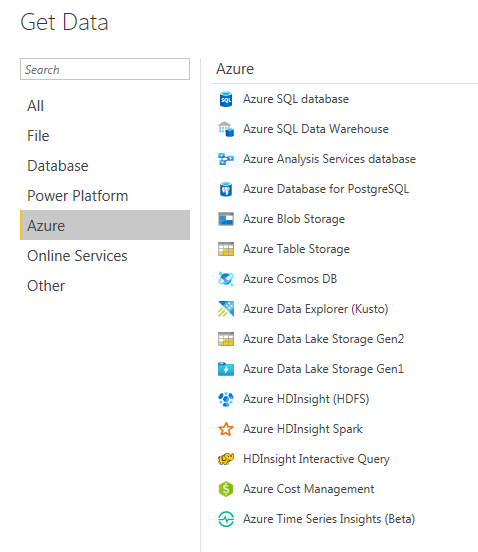 Get Data
Search
All
File
Database
Power Platform
Azure
Online Services
Other
Azure
SQL
Azure SQL database
Azure SQL Data Warehouse
Azure Analysis Services database
Azure Database for PostgreSQL
Azure Blob Storage
Azure Table Storage
Azure Cosmos DB
Azure Data Explorer (Kusto)
Azure Data Lake Storage Gen2
Azure Data Lake Storage Gen1
Azure HDInsight (HDFS)
Azure HDInsight Spark
HDInsight Interactive Query
$
Azure Cost Management
Azure Time Series Insights (Beta)